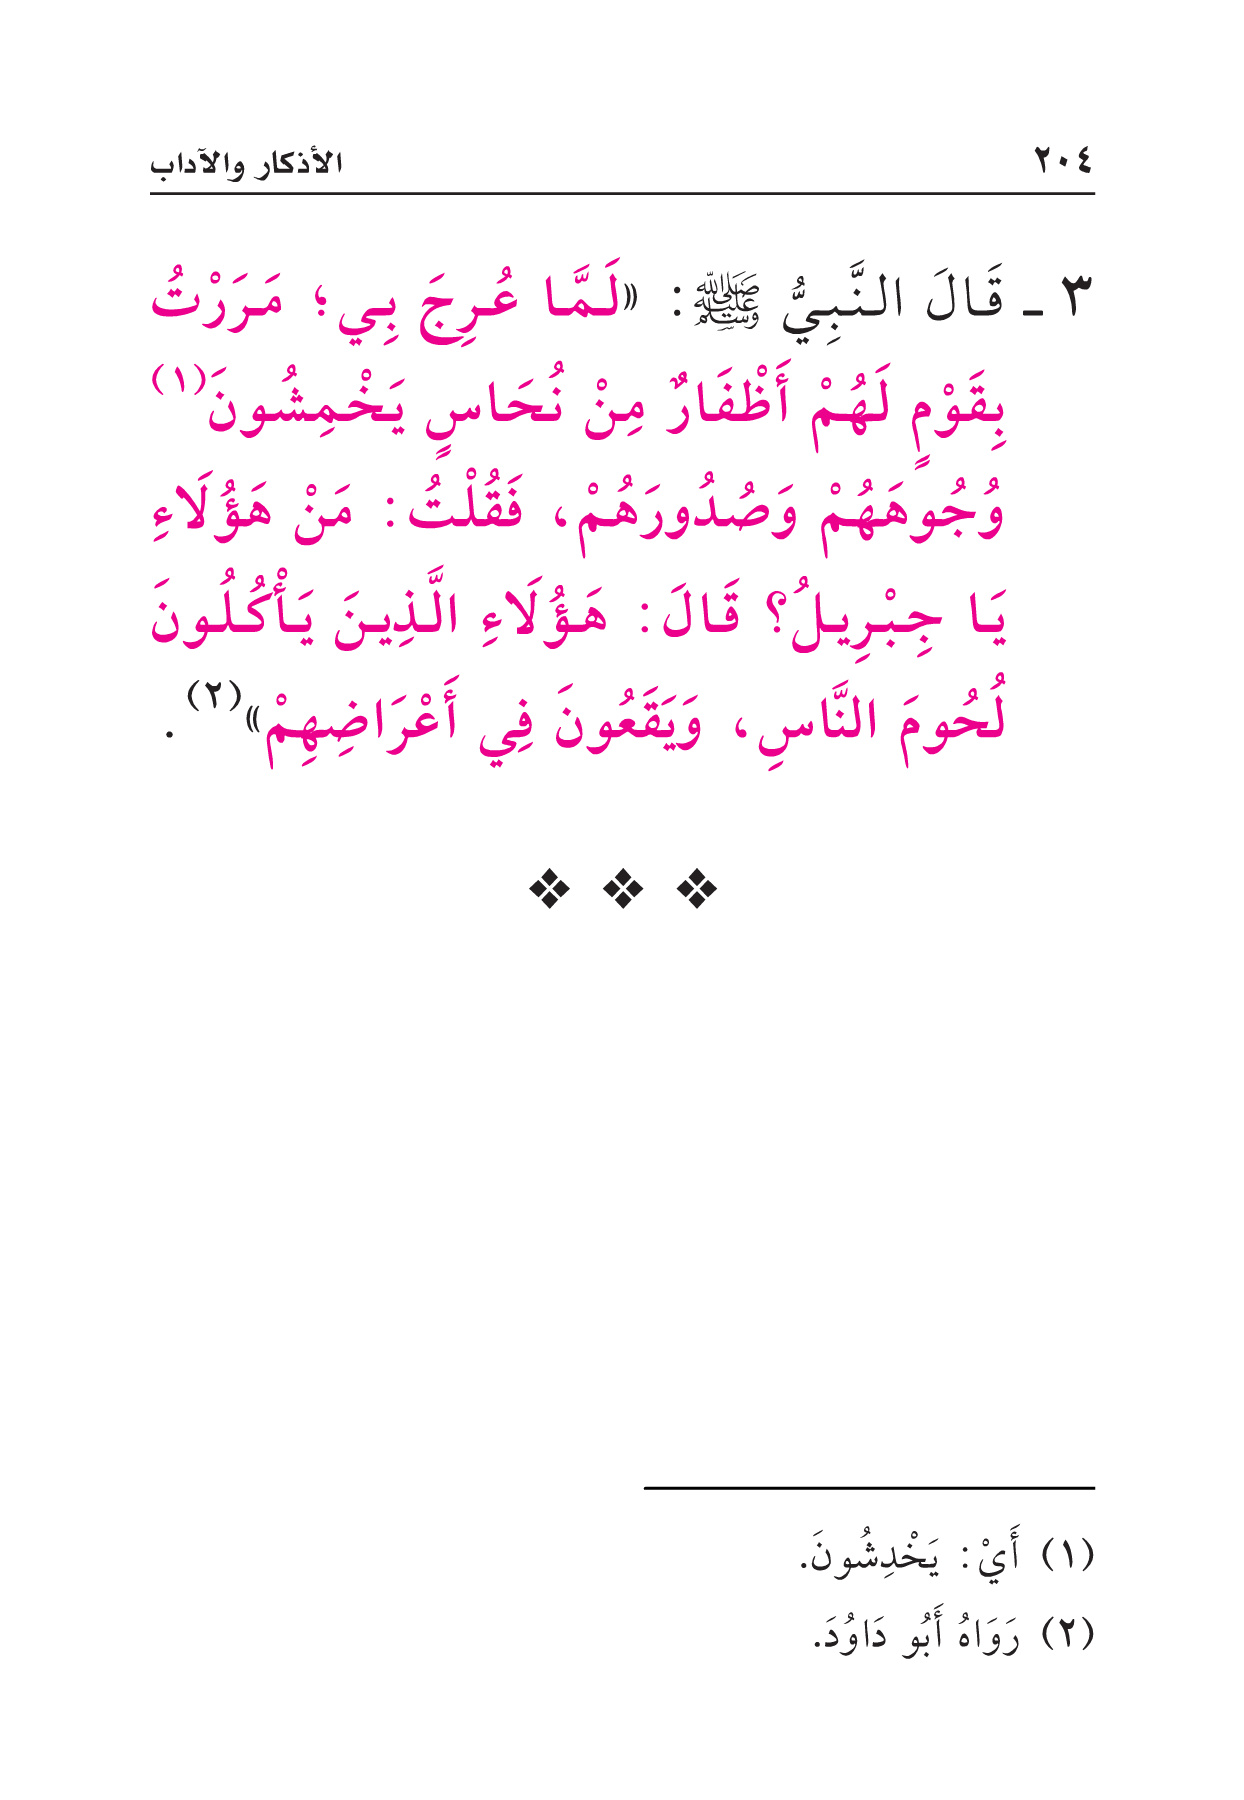 ٢٠٤ الأذكار والآداب
٣ ـ قَالَ النَّبِيُّ ﷺ: «لَمَّا عُرِجَ بِي؛ مَرَرْتُ
بِقَوْمٍ لَهُمْ أَظْفَارٌ مِنْ نُحَاسٍ يَخْمِشُونَ(١)
وُجُوهَهُمْ وَصُدُورَهُمْ، فَقُلْتُ: مَنْ هَؤُلَاءِ
يَا جِبْرِيلُ؟ قَالَ: هَؤُلَاءِ الَّذِينَ يَأْكُلُونَ
لُحُومَ النَّاسِ، وَيَقَعُونَ فِي أَعْرَاضِهِمْ»(٢).
(١) أَيْ: يَخْدِشُونَ.
(٢) رَوَاهُ أَبُو دَاوُدَ.